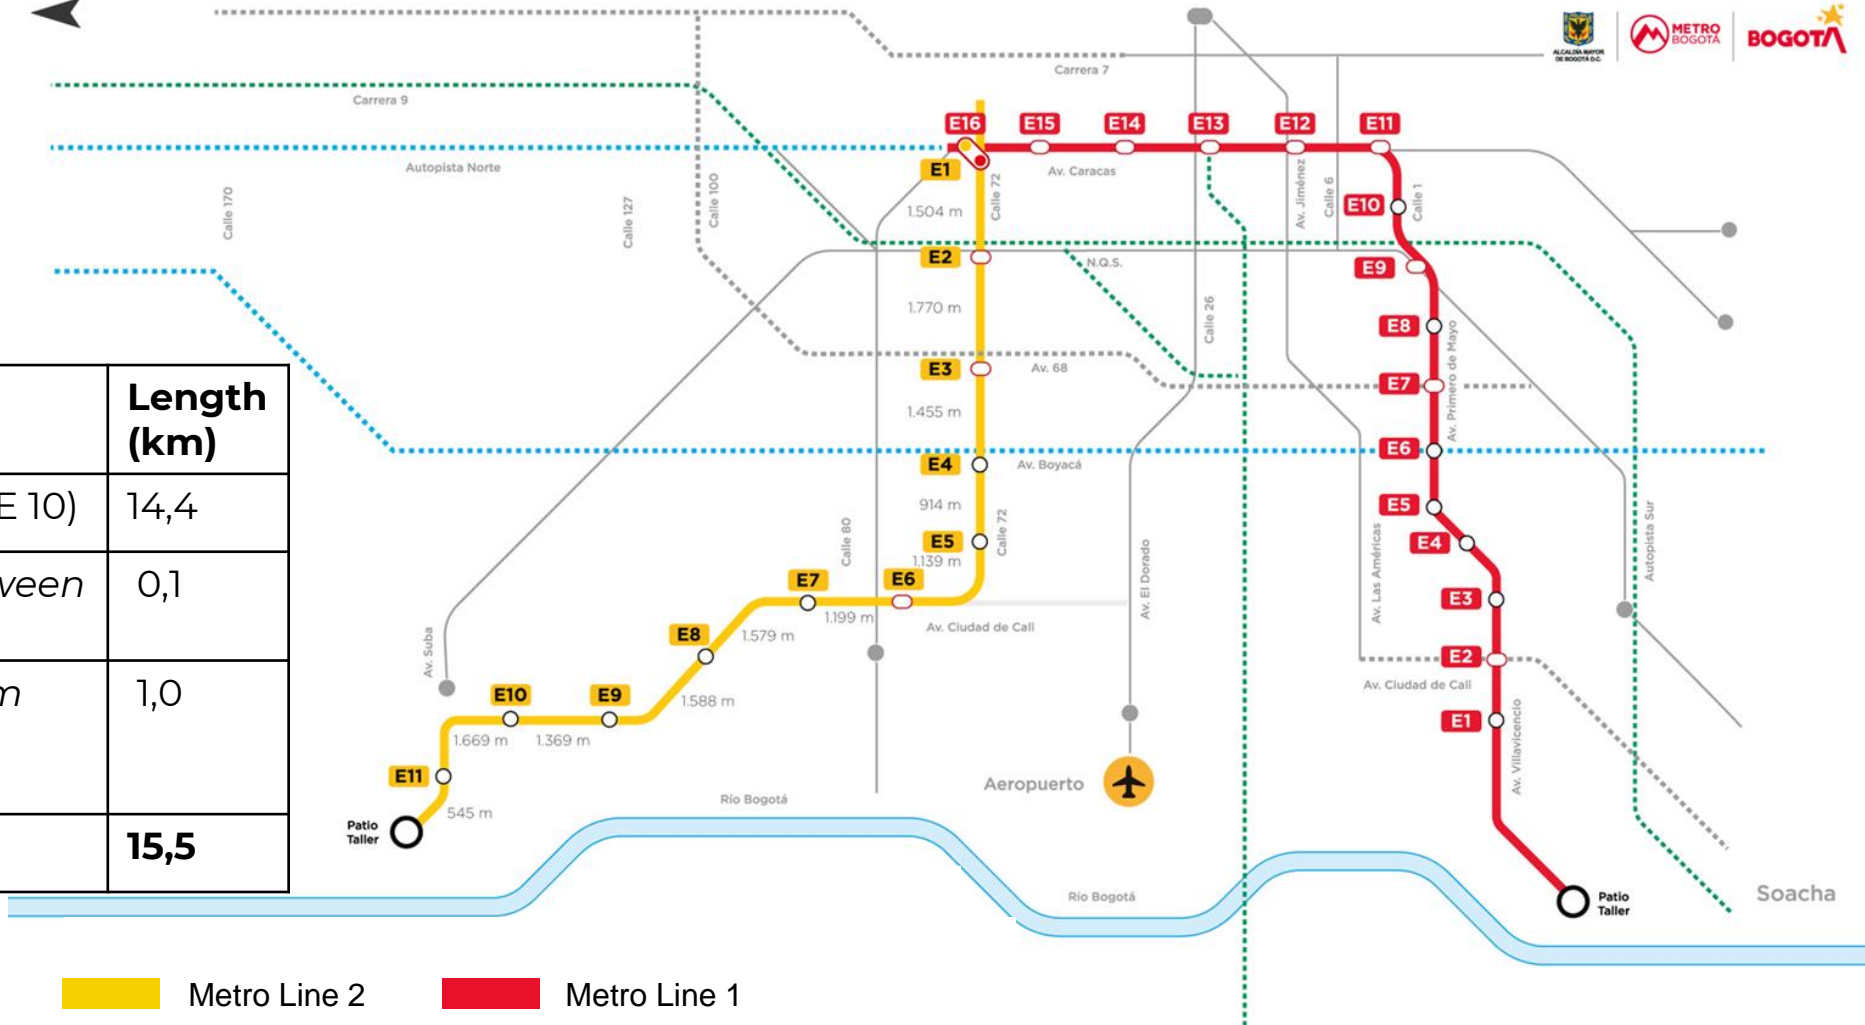 ALCALDÍA MAYOR
DE BOGOTÁ D.C.
METRO
BOGOTÁ
BOGOTÁ
Carrera 7
Carrera 9
Autopista Norte
Calle 170
Calle 127
Calle 100
E16
E15
E14
E13
E12
E11
E1
Av. Caracas
Calle 72
1.504 m
Av. Jiménez
Calle 6
E10
Calle 1
E2
N.Q.S.
E9
1.770 m
Calle 26
E8
E3
Av. 68
E7
Av. Primero de Mayo
1.455 m
E6
E4
Av. Boyacá
914 m
E5
Calle 72
E5
1.139 m
E4
Calle 80
Av. El Dorado
Av. Las Américas
Autopista Sur
E7
E6
E3
1.199 m
Av. Ciudad de Cali
E8
1.579 m
Av. Suba
E2
Av. Ciudad de Cali
E10
E9
1.588 m
E1
Av. Villavicencio
1.669 m
1.369 m
E11
545 m
Patio
Taller
Río Bogotá
Aeropuerto
Río Bogotá
Patio
Taller
Soacha
Length
(km)
E 10)
14,4
ween
0,1
m
1,0
15,5
Metro Line 2
Metro Line 1